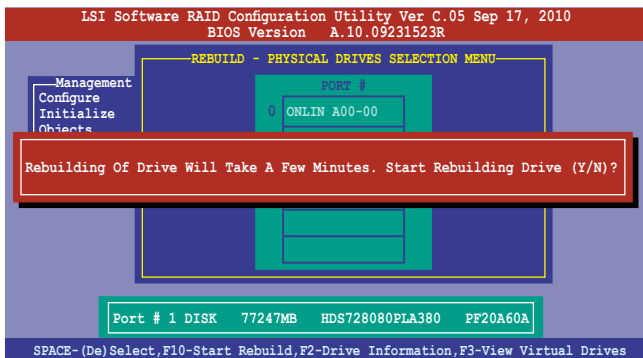 LSI Software RAID Configuration Utility Ver C.05 Sep 17, 2010
BIOS Version A.10.09231523R
REBUILD - PHYSICAL DRIVES SELECTION MENU
Management
PORT #
Configure
0 ONLIN A00-00
Initialize
Objects
Rebuilding Of Drive Will Take A Few Minutes. Start Rebuilding Drive (Y/N)?
Port # 1 DISK 77247MB HDS728080PLA380 PF20A60A
SPACE-(De)Select,F10-Start Rebuild,F2-Drive Information,F3-View Virtual Drives